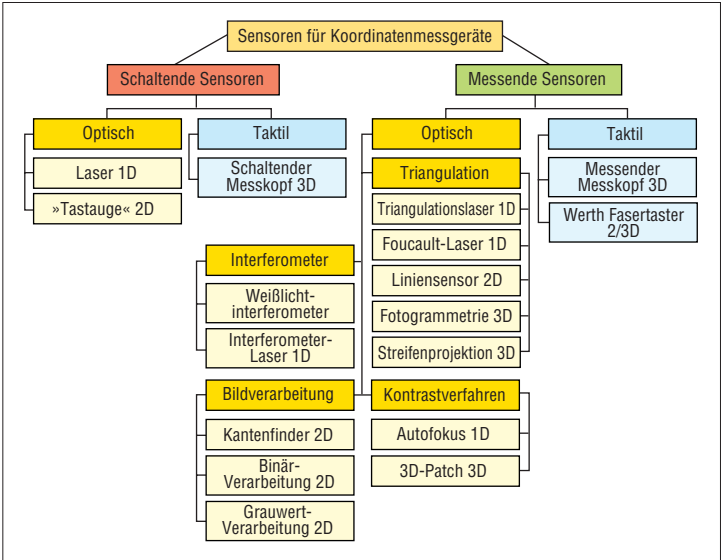 Sensoren für Koordinatenmessgeräte
Schaltende Sensoren
Messende Sensoren
Optisch
Taktil
Optisch
Taktil
Laser 1D
»Tastauge« 2D
Schaltender
Messkopf 3D
Triangulation
Triangulationslaser 1D
Foucault-Laser 1D
Liniensensor 2D
Fotogrammetrie 3D
Streifenprojektion 3D
Messender
Messkopf 3D
Werth Fasertaster
2/3D
Interferometer
Weißlicht-
interferometer
Interferometer-
Laser 1D
Bildverarbeitung
Kantenfinder 2D
Binär-
Verarbeitung 2D
Grauwert-
Verarbeitung 2D
Kontrastverfahren
Autofokus 1D
3D-Patch 3D